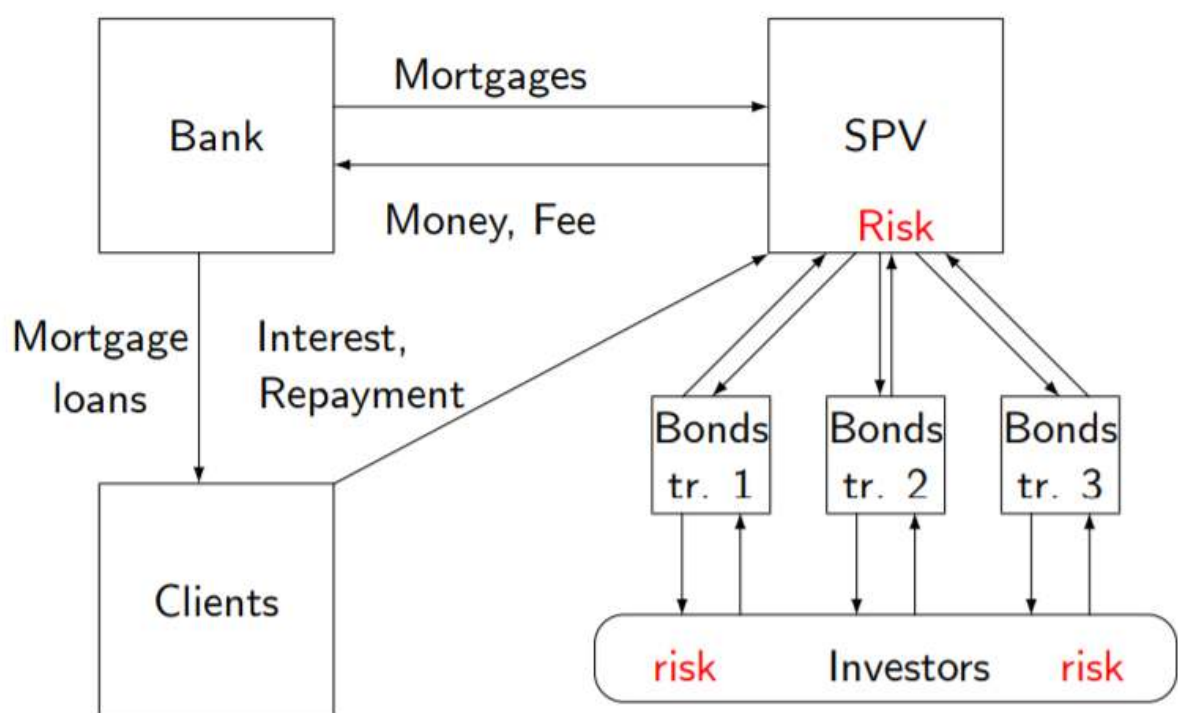 Mortgages
Bank
SPV
Money, Fee
Risk
Mortgage
loans
Interest,
Repayment
Bonds
tr. 1
Bonds
tr. 2
Bonds
tr. 3
Clients
risk Investors risk